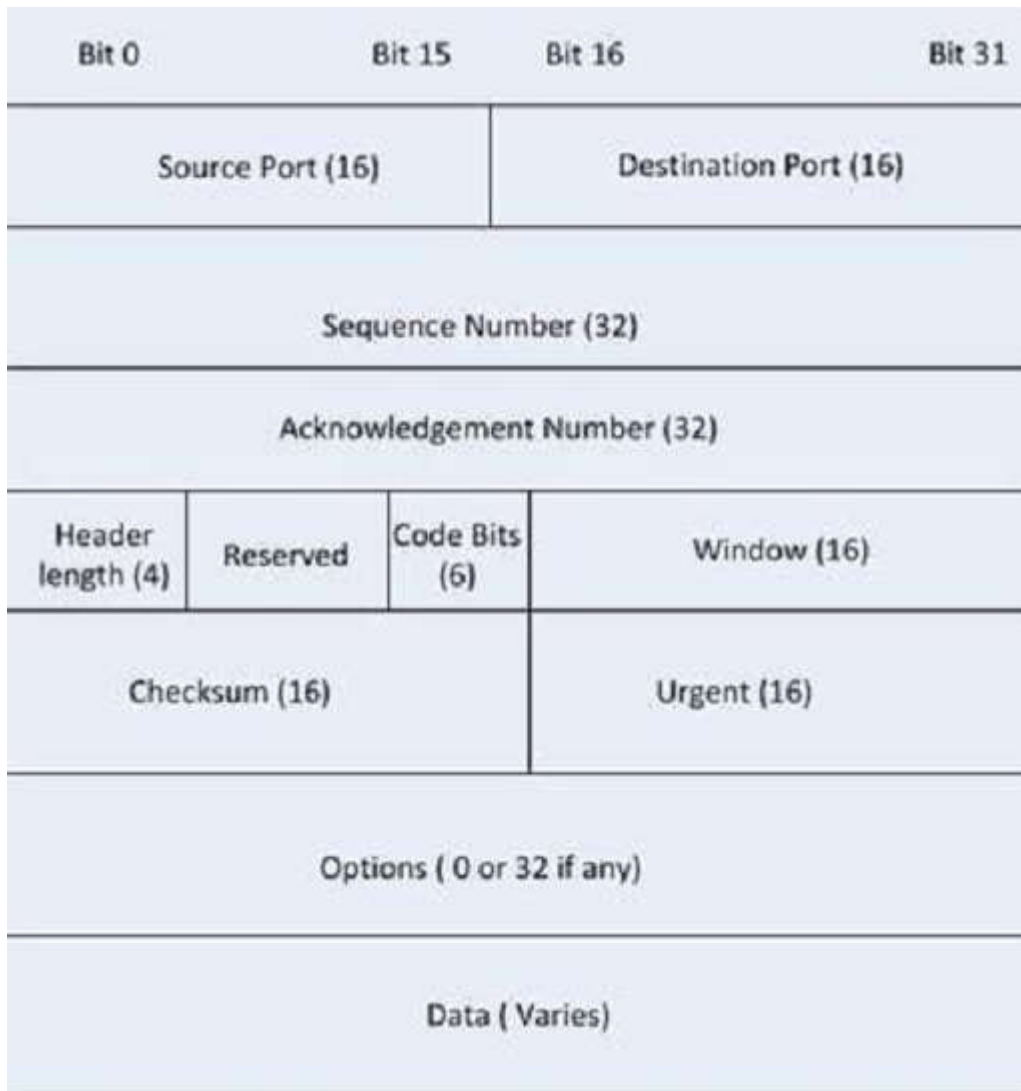 Bit 0 Bit 15 Bit 16 Bit 31
Source Port (16) Destination Port (16)
Sequence Number (32)
Acknowledgement Number (32)
Header
length (4)
Reserved
Code Bits
(6)
Window (16)
Checksum (16) Urgent (16)
Options ( 0 or 32 if any)
Data ( Varies)